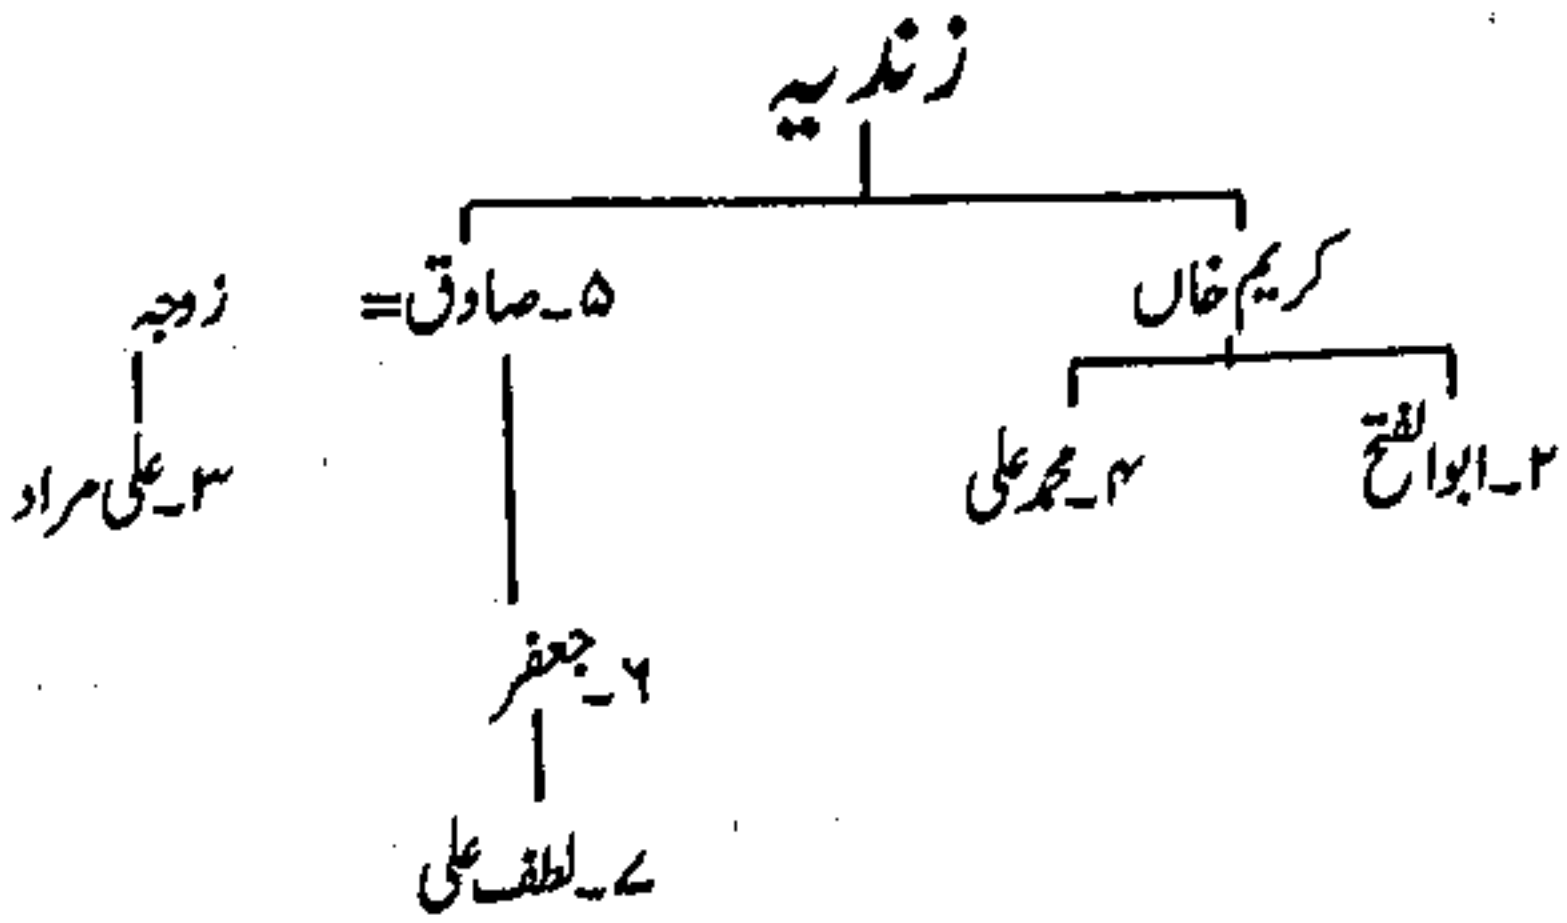 زندیہ
کریم خاں
۵۔صادق= زوجہ
۲۔ابوالفتح
۴۔محمد علی
۳۔علی مراد
۶۔جعفر
۷۔لطف علی